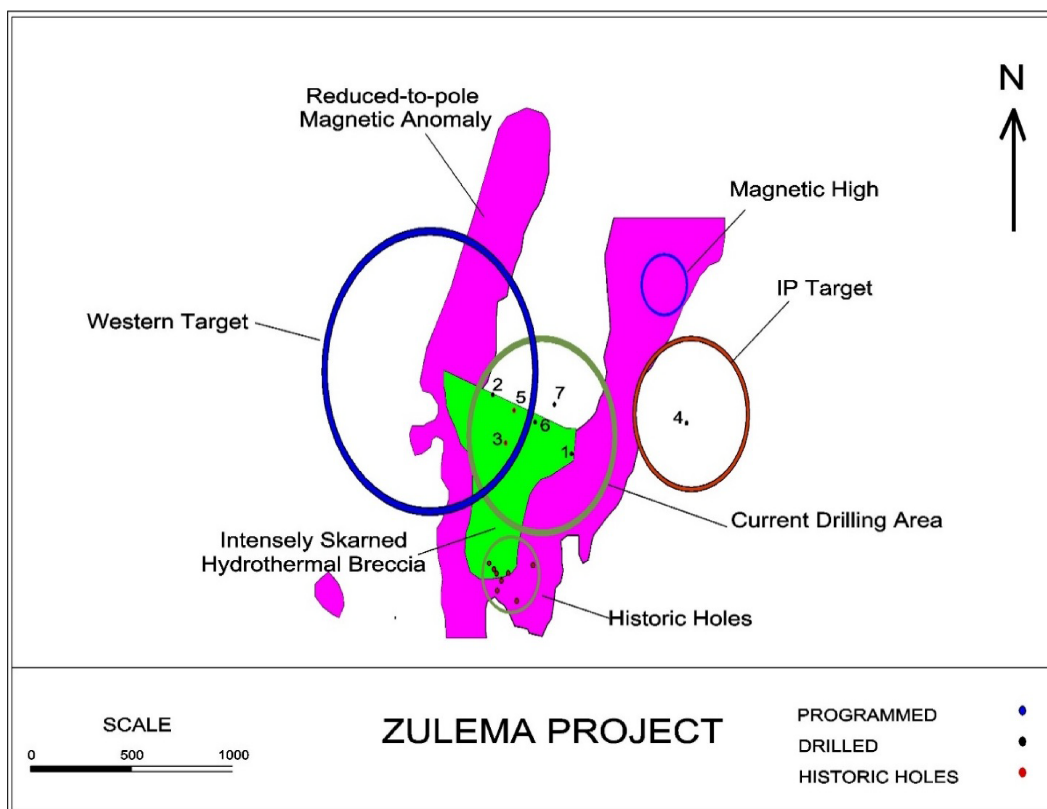 N
Reduced-to-pole
Magnetic Anomaly
Magnetic High
IP Target
Western Target
2
5
7
6
3
1
4
Current Drilling Area
Intensely Skarned
Hydrothermal Breccia
Historic Holes
SCALE
0 500 1000
ZULEMA PROJECT
PROGRAMMED
DRILLED
HISTORIC HOLES